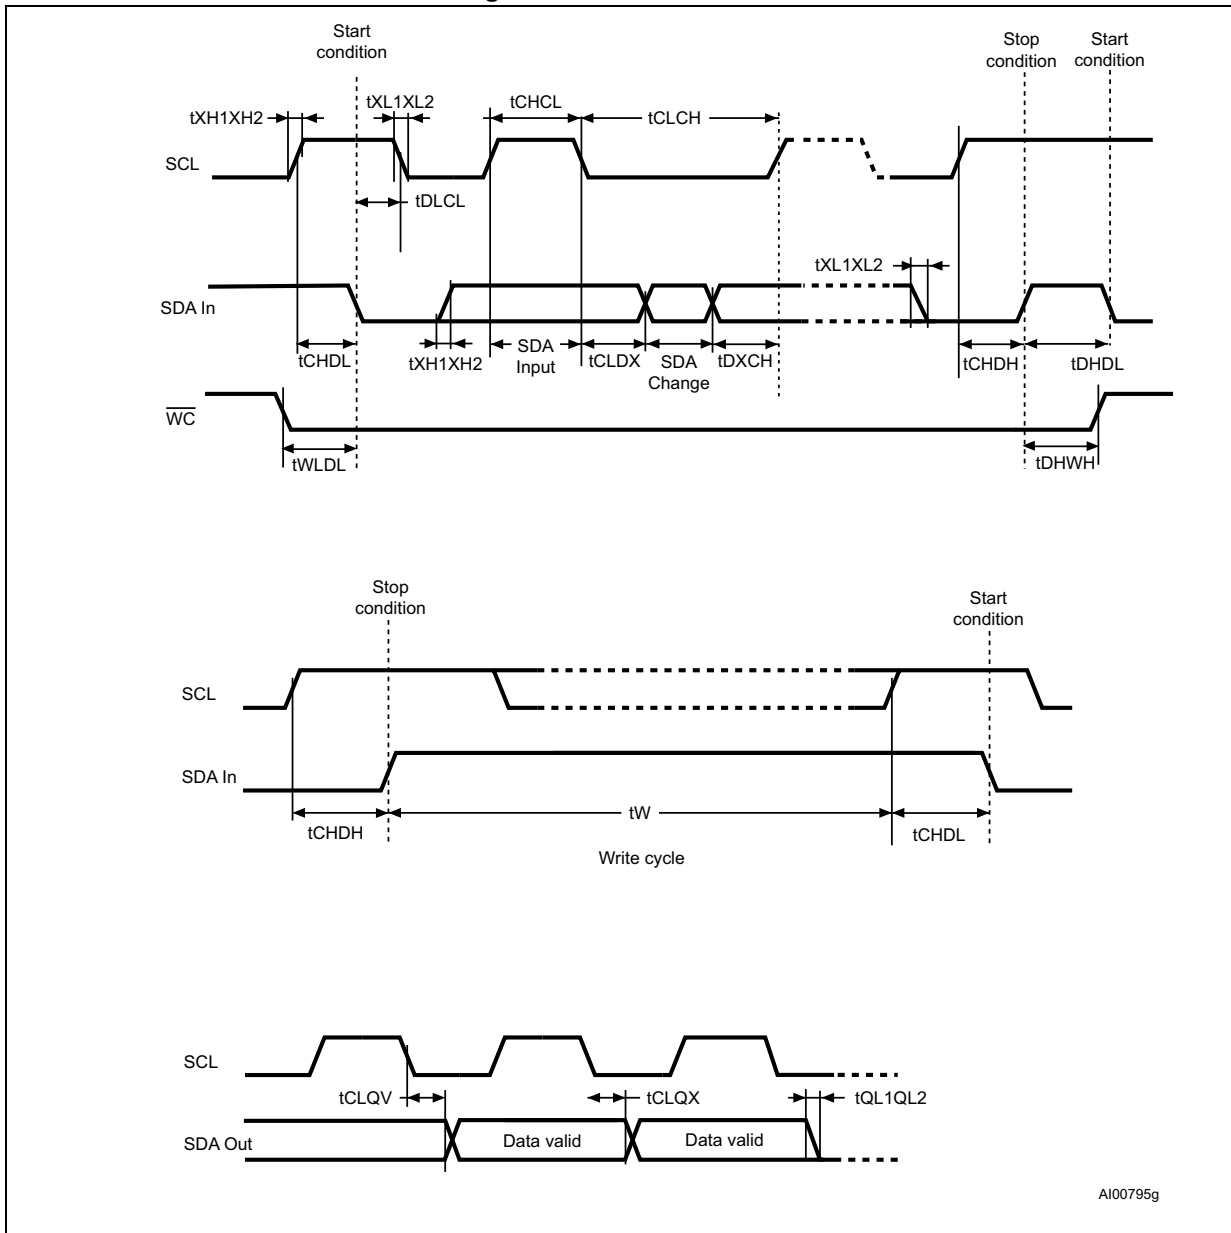 Start
condition
Stop
condition
Start
condition
tXH1XH2
tXL1XL2
tCHCL
tCLCH
SCL
tDLCL
tXL1XL2
SDA In
tCHDL
tXH1XH2
SDA
Input
tCLDX
SDA
Change
tDXCH
tCHDH
tDHDL
WC
tWLDL
tDHWH
Stop
condition
Start
condition
SCL
SDA In
tCHDH
tW
tCHDL
Write cycle
SCL
tCLQV
tCLQX
tQL1QL2
SDA Out
Data valid
Data valid
AI00795g